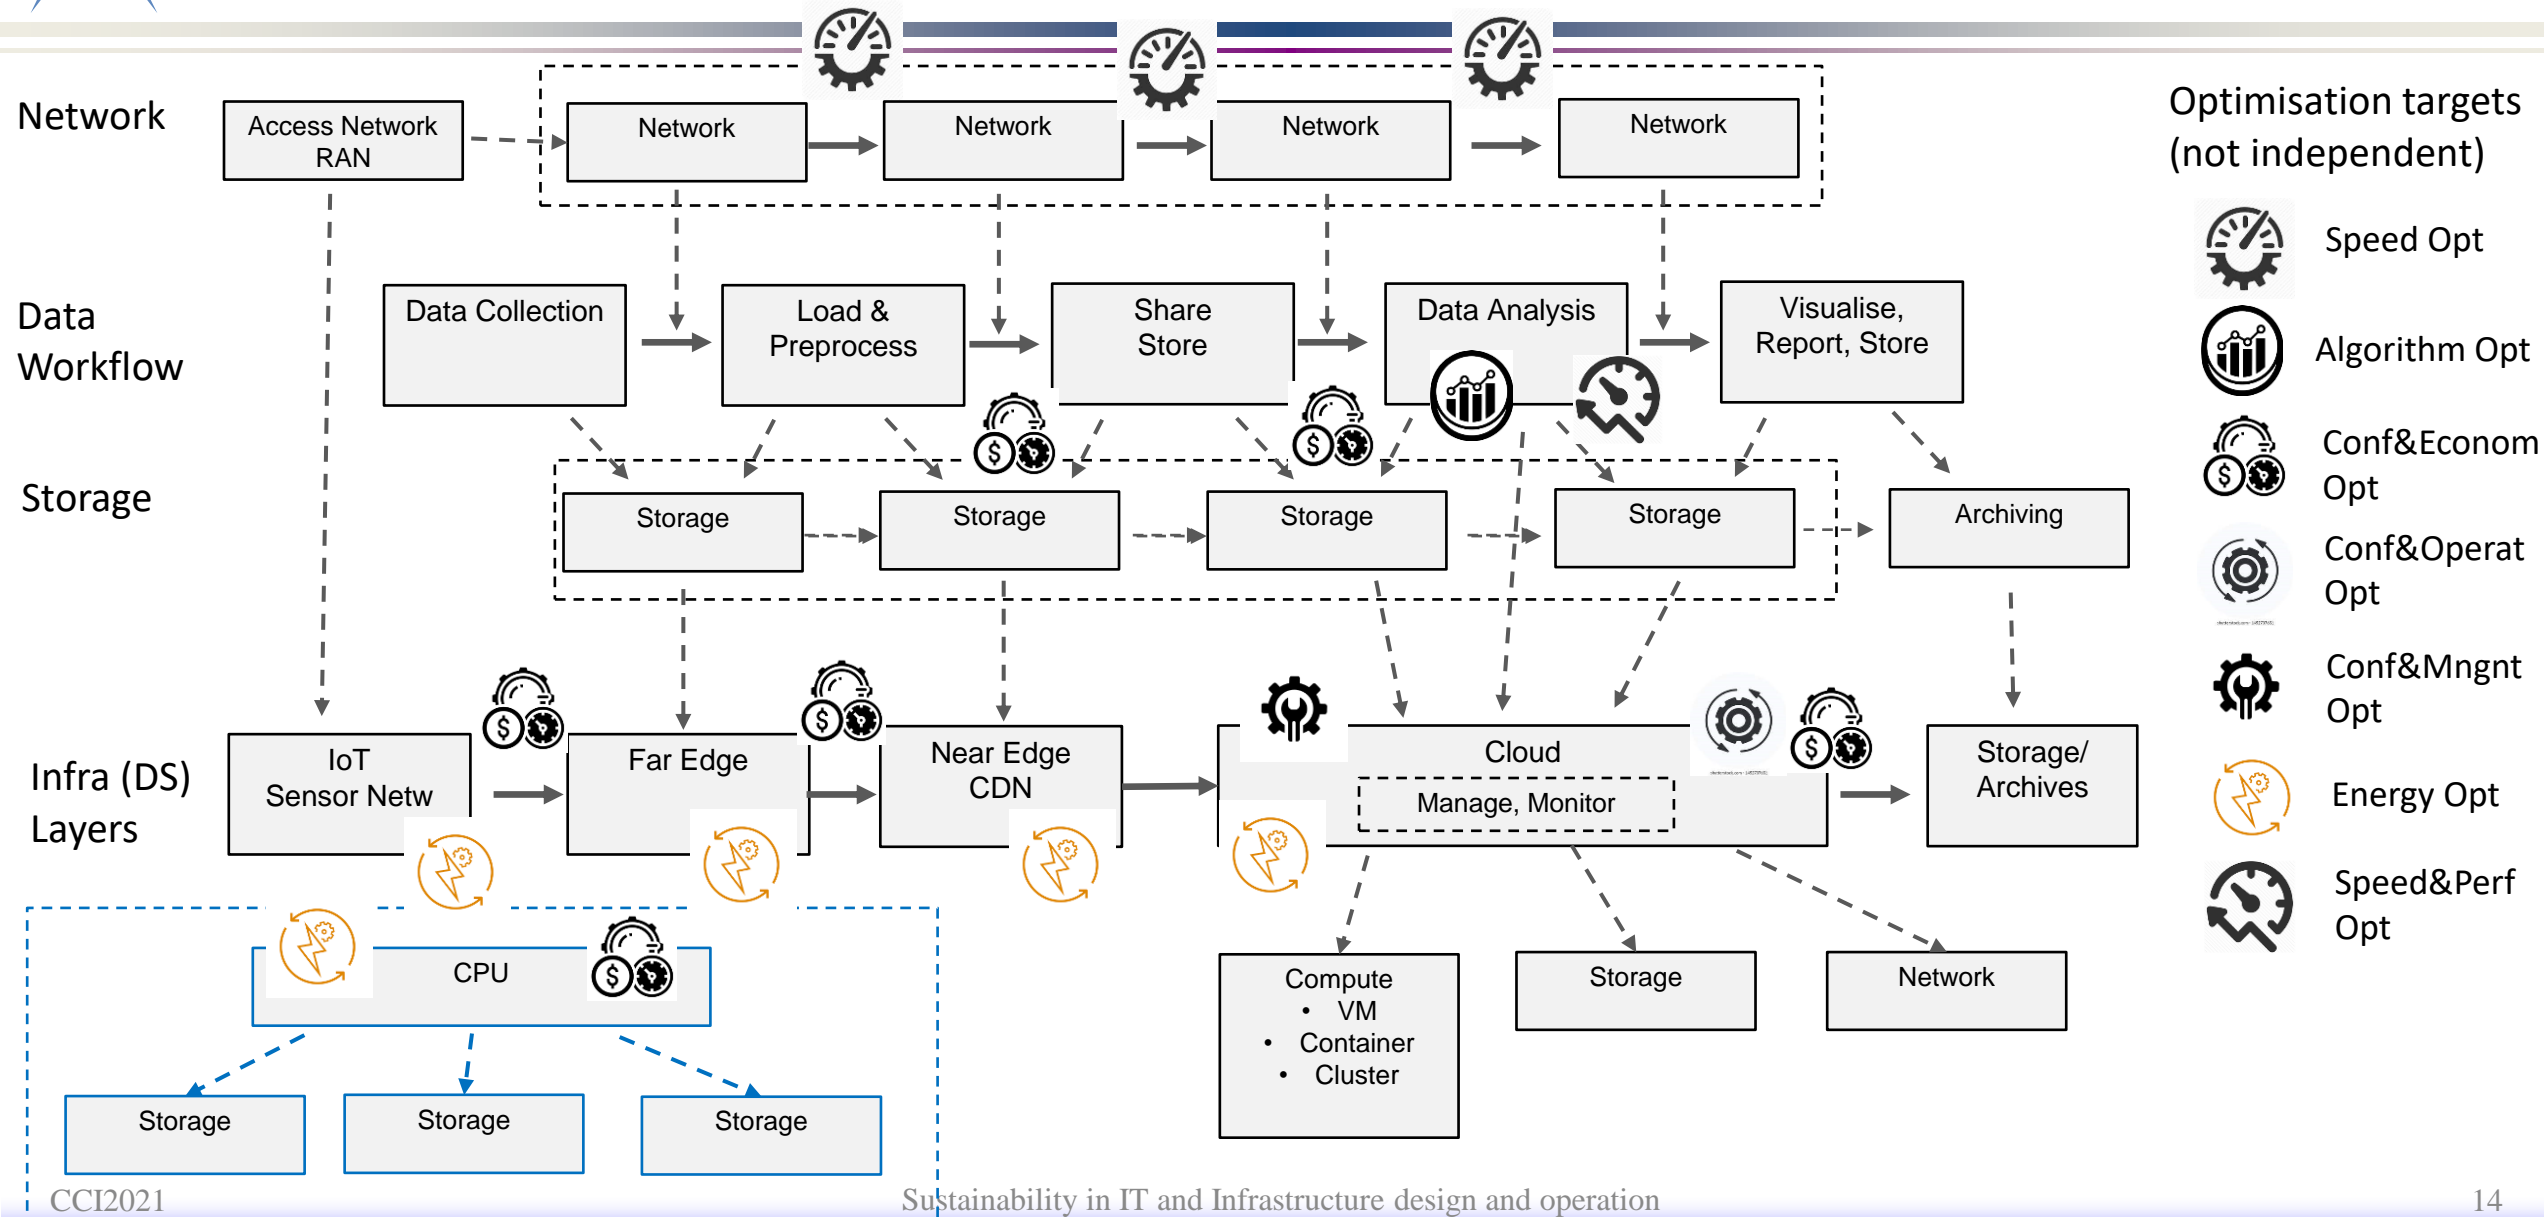 Network
Access Network
RAN
Network
Network
Network
Network
Optimisation targets
(not independent)
Speed Opt
Algorithm Opt
Conf&Econom
Opt
Conf&Operat
Opt
Conf&Mngnt
Opt
Energy Opt
Speed&Perf
Opt
Data
Workflow
Data Collection
Load &
Preprocess
Share
Store
Data Analysis
Visualise,
Report, Store
Storage
Storage
Storage
Storage
Storage
Archiving
Infra (DS)
Layers
IoT
Sensor Netw
Far Edge
Near Edge
CDN
Cloud
Manage, Monitor
Storage/
Archives
CPU
Storage
Storage
Storage
Compute
• VM
• Container
• Cluster
Storage
Network
CCI2021
Sustainability in IT and Infrastructure design and operation
14